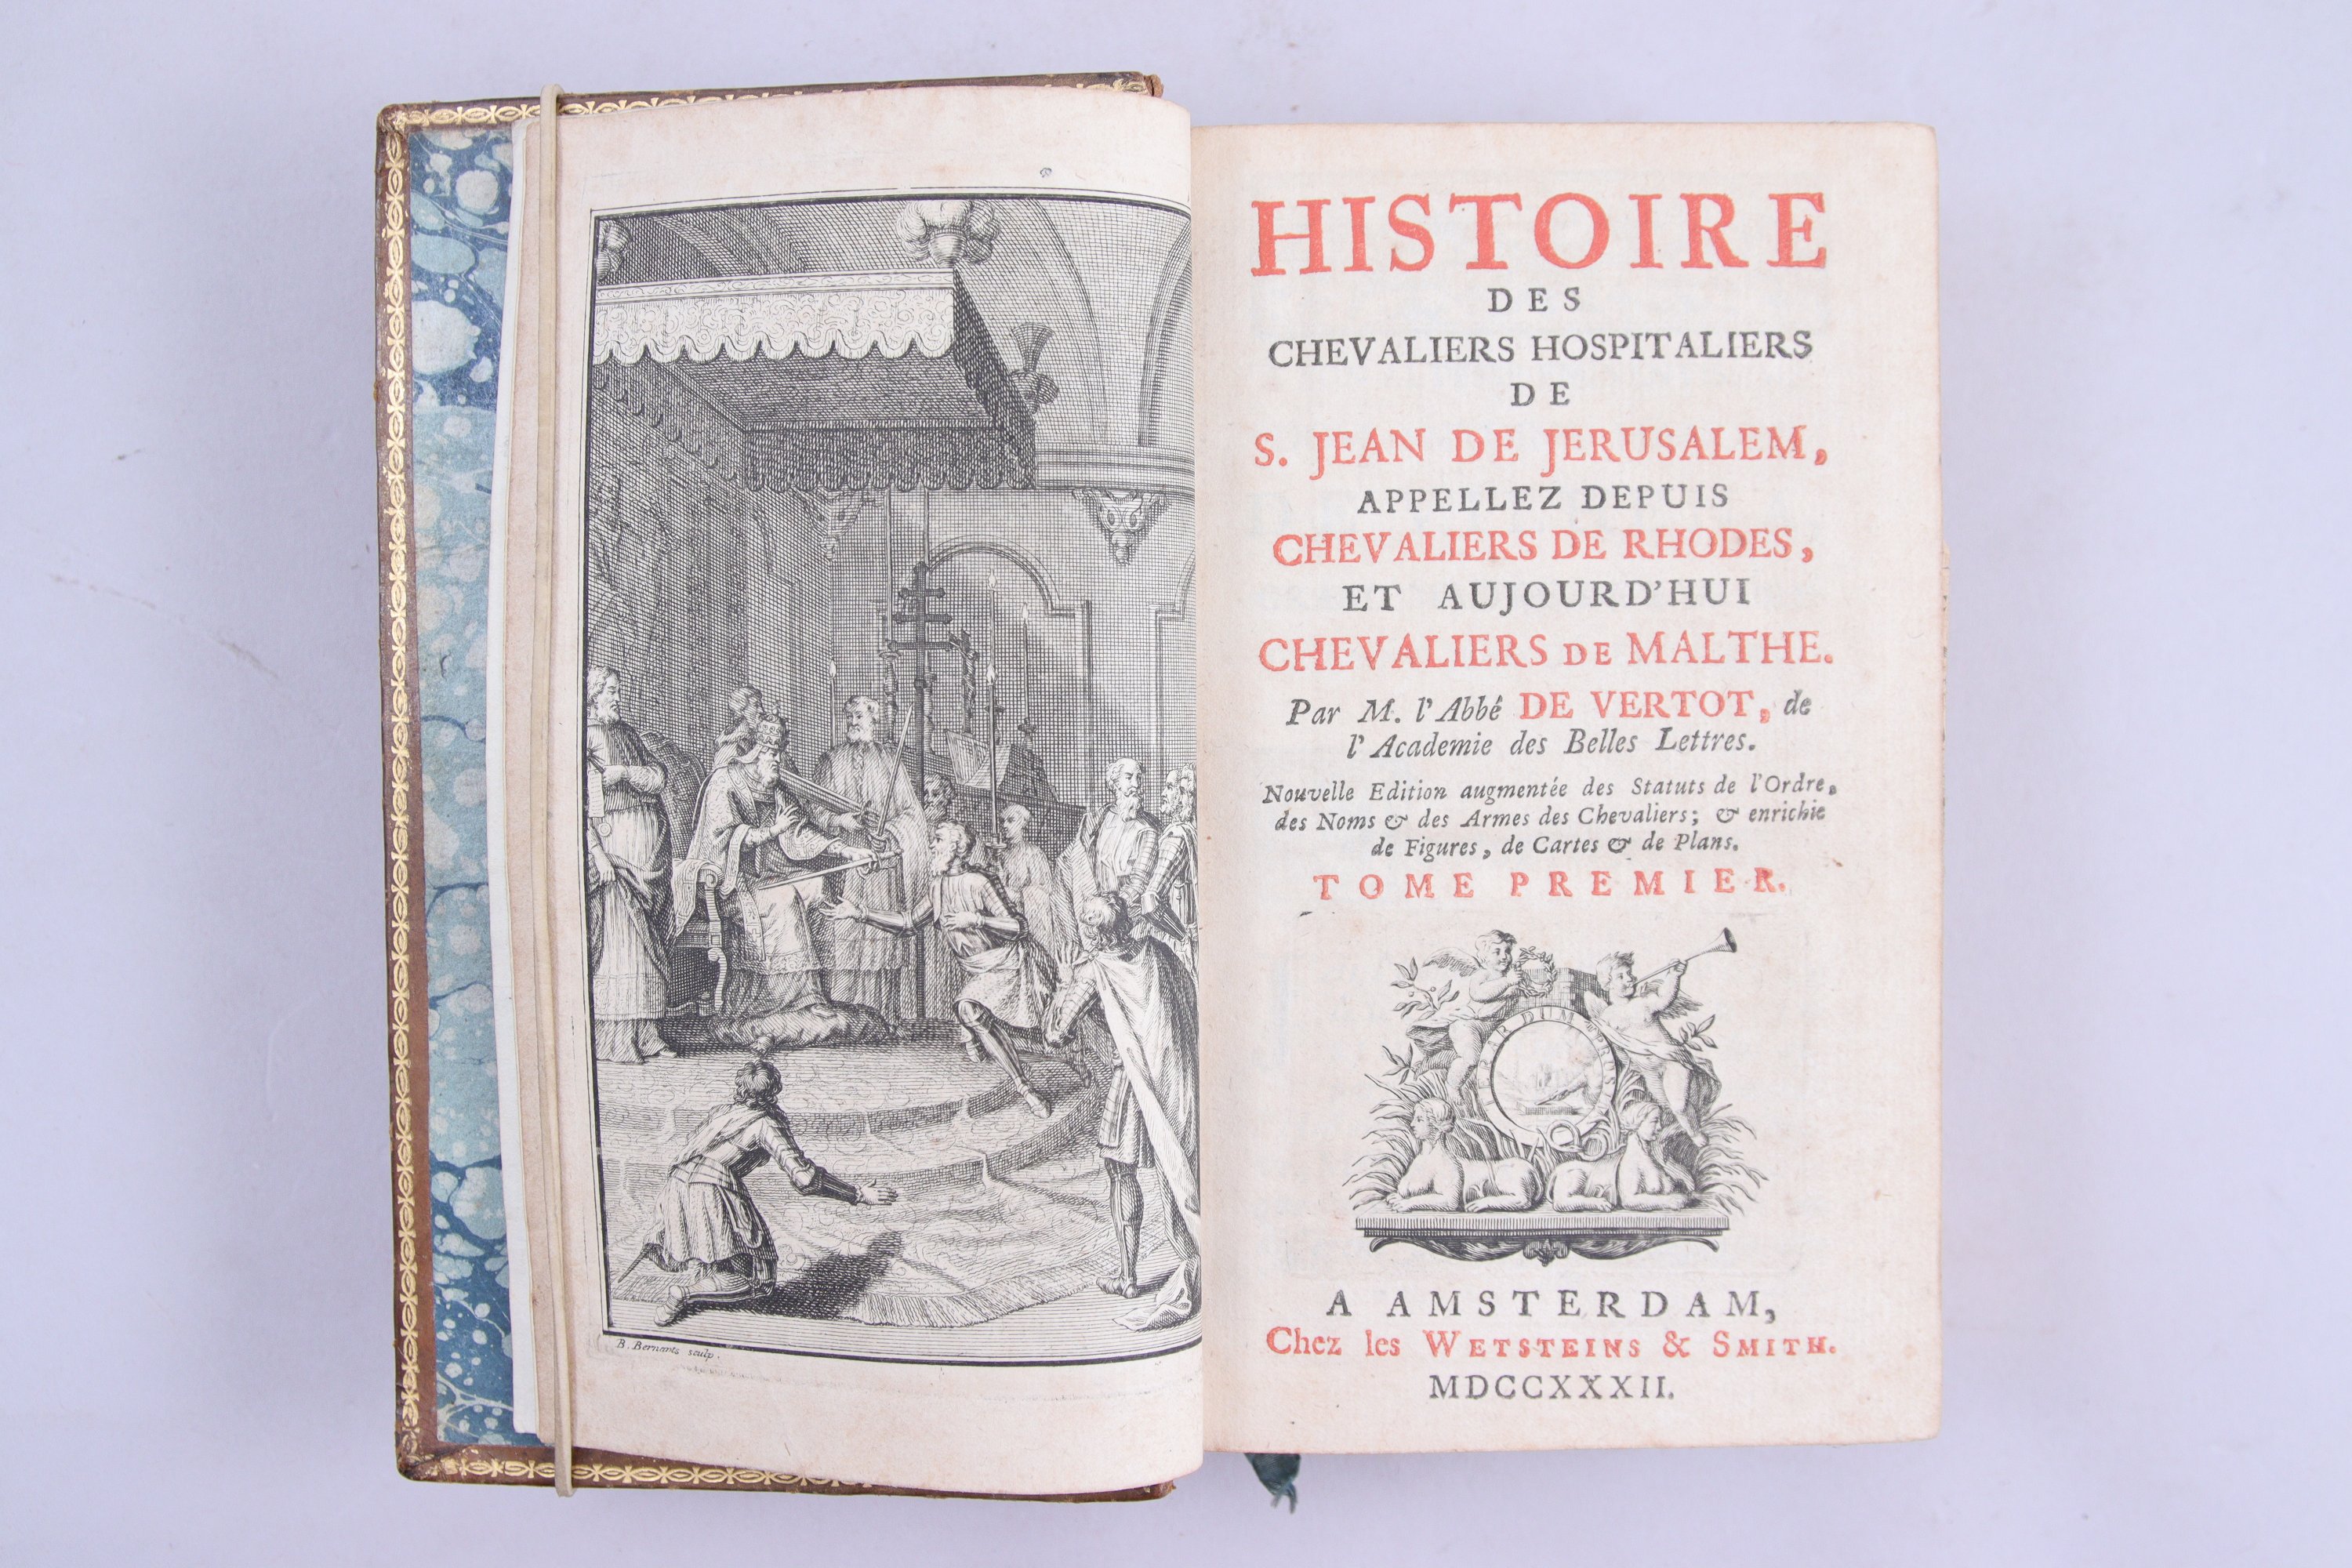 B. Bernaerts sculp.
HISTOIRE
DES
CHEVALIERS HOSPITALIERS
DE
S. JEAN DE JERUSALEM,
APPELLEZ DEPUIS
CHEVALIERS DE RHODES,
ET AUJOURD'HUI
CHEVALIERS DE MALTHE.
Par M. l'Abbé DE VERTOT, de
l'Academie des Belles Lettres.
Nouvelle Edition augmentée des Statuts de l'Ordre,
des Noms & des Armes des Chevaliers; & enrichie
de Figures, de Cartes & de Plans.
TOME PREMIER.
TERAR DUM PROSIM
A AMSTERDAM,
Chez les WETSTEINS & SMITH.
MDCCXXXII.